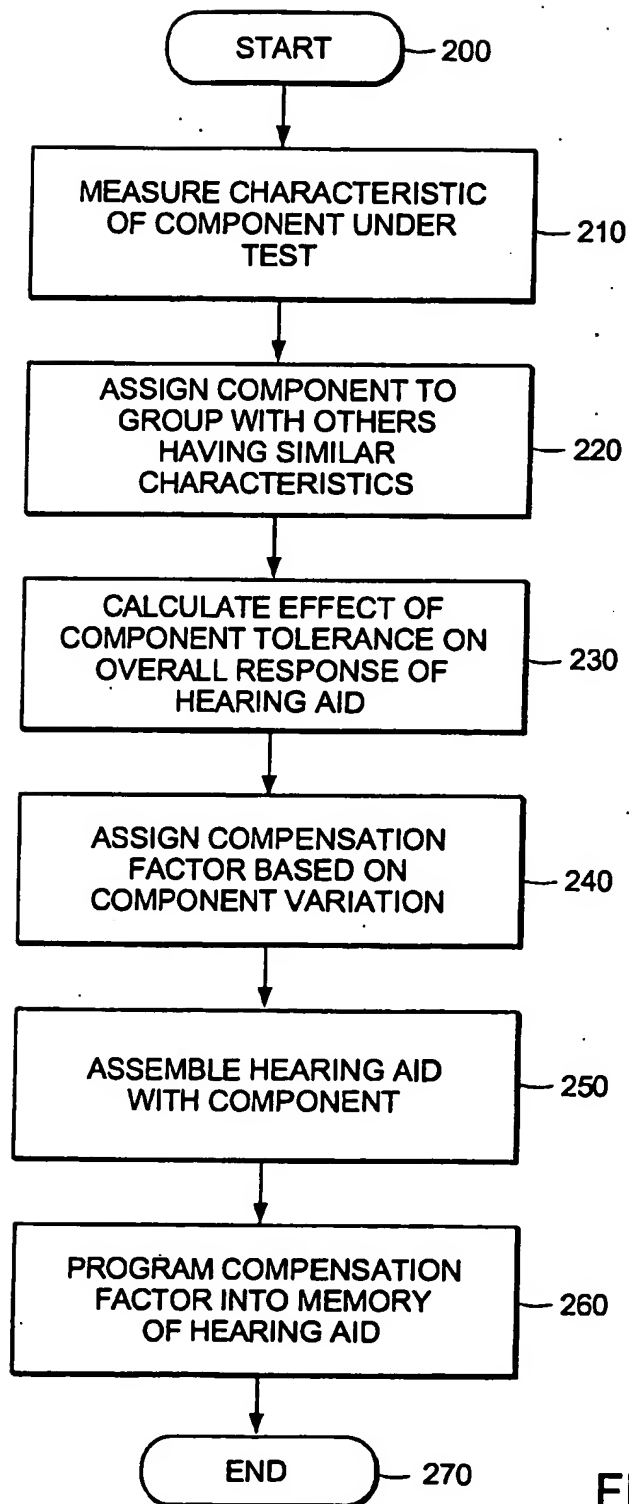 START
200
MEASURE CHARACTERISTIC
OF COMPONENT UNDER
TEST
210
ASSIGN COMPONENT TO
GROUP WITH OTHERS
HAVING SIMILAR
CHARACTERISTICS
220
CALCULATE EFFECT OF
COMPONENT TOLERANCE ON
OVERALL RESPONSE OF
HEARING AID
230
ASSIGN COMPENSATION
FACTOR BASED ON
COMPONENT VARIATION
240
ASSEMBLE HEARING AID
WITH COMPONENT
250
PROGRAM COMPENSATION
FACTOR INTO MEMORY
OF HEARING AID
260
END
270